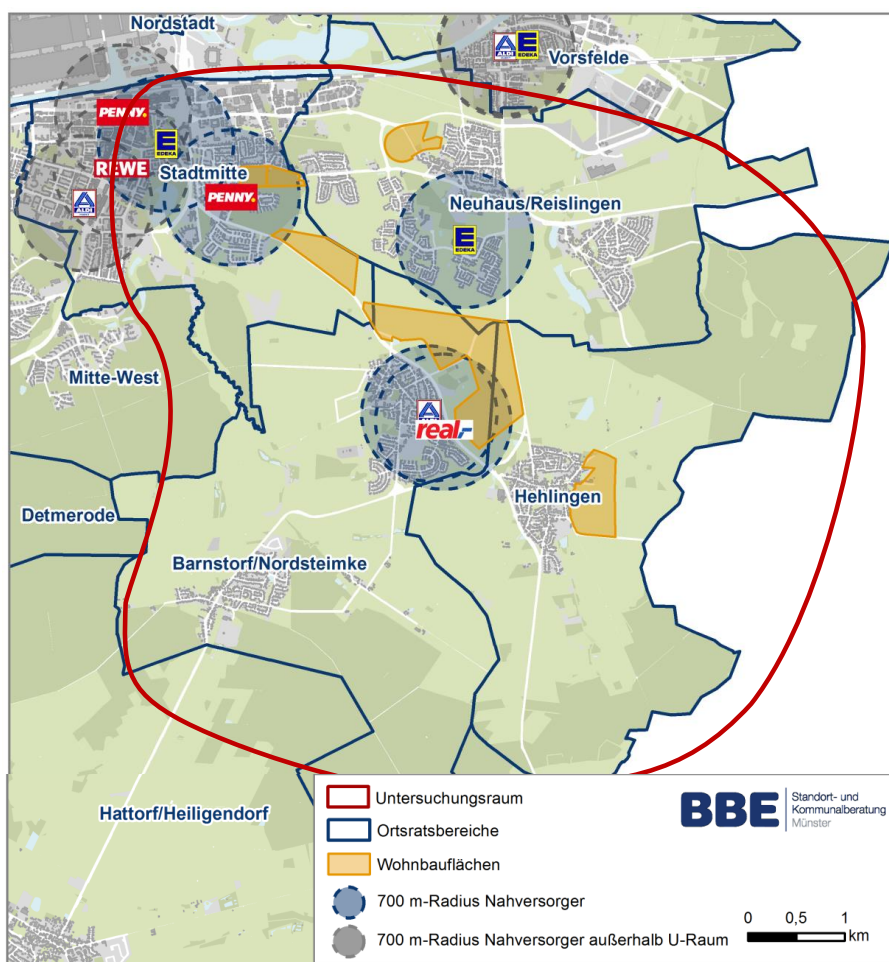 Nordstadt
ALDI
E
EDEKA
Vorsfelde
PENNY.
E
EDEKA
REWE
Stadtmitte
PENNY.
ALDI
Neuhaus/Reislingen
E
EDEKA
Mitte-West
real,-
Hehlingen
Detmerode
Barnstorf/Nordsteimke
Hattorf/Heiligendorf
Untersuchungsraum
Ortsratsbereiche
Wohnbauflächen
700 m-Radius Nahversorger
700 m-Radius Nahversorger außerhalb U-Raum
BBE
Standort- und
Kommunalberatung
Münster
0 0,5 1
km